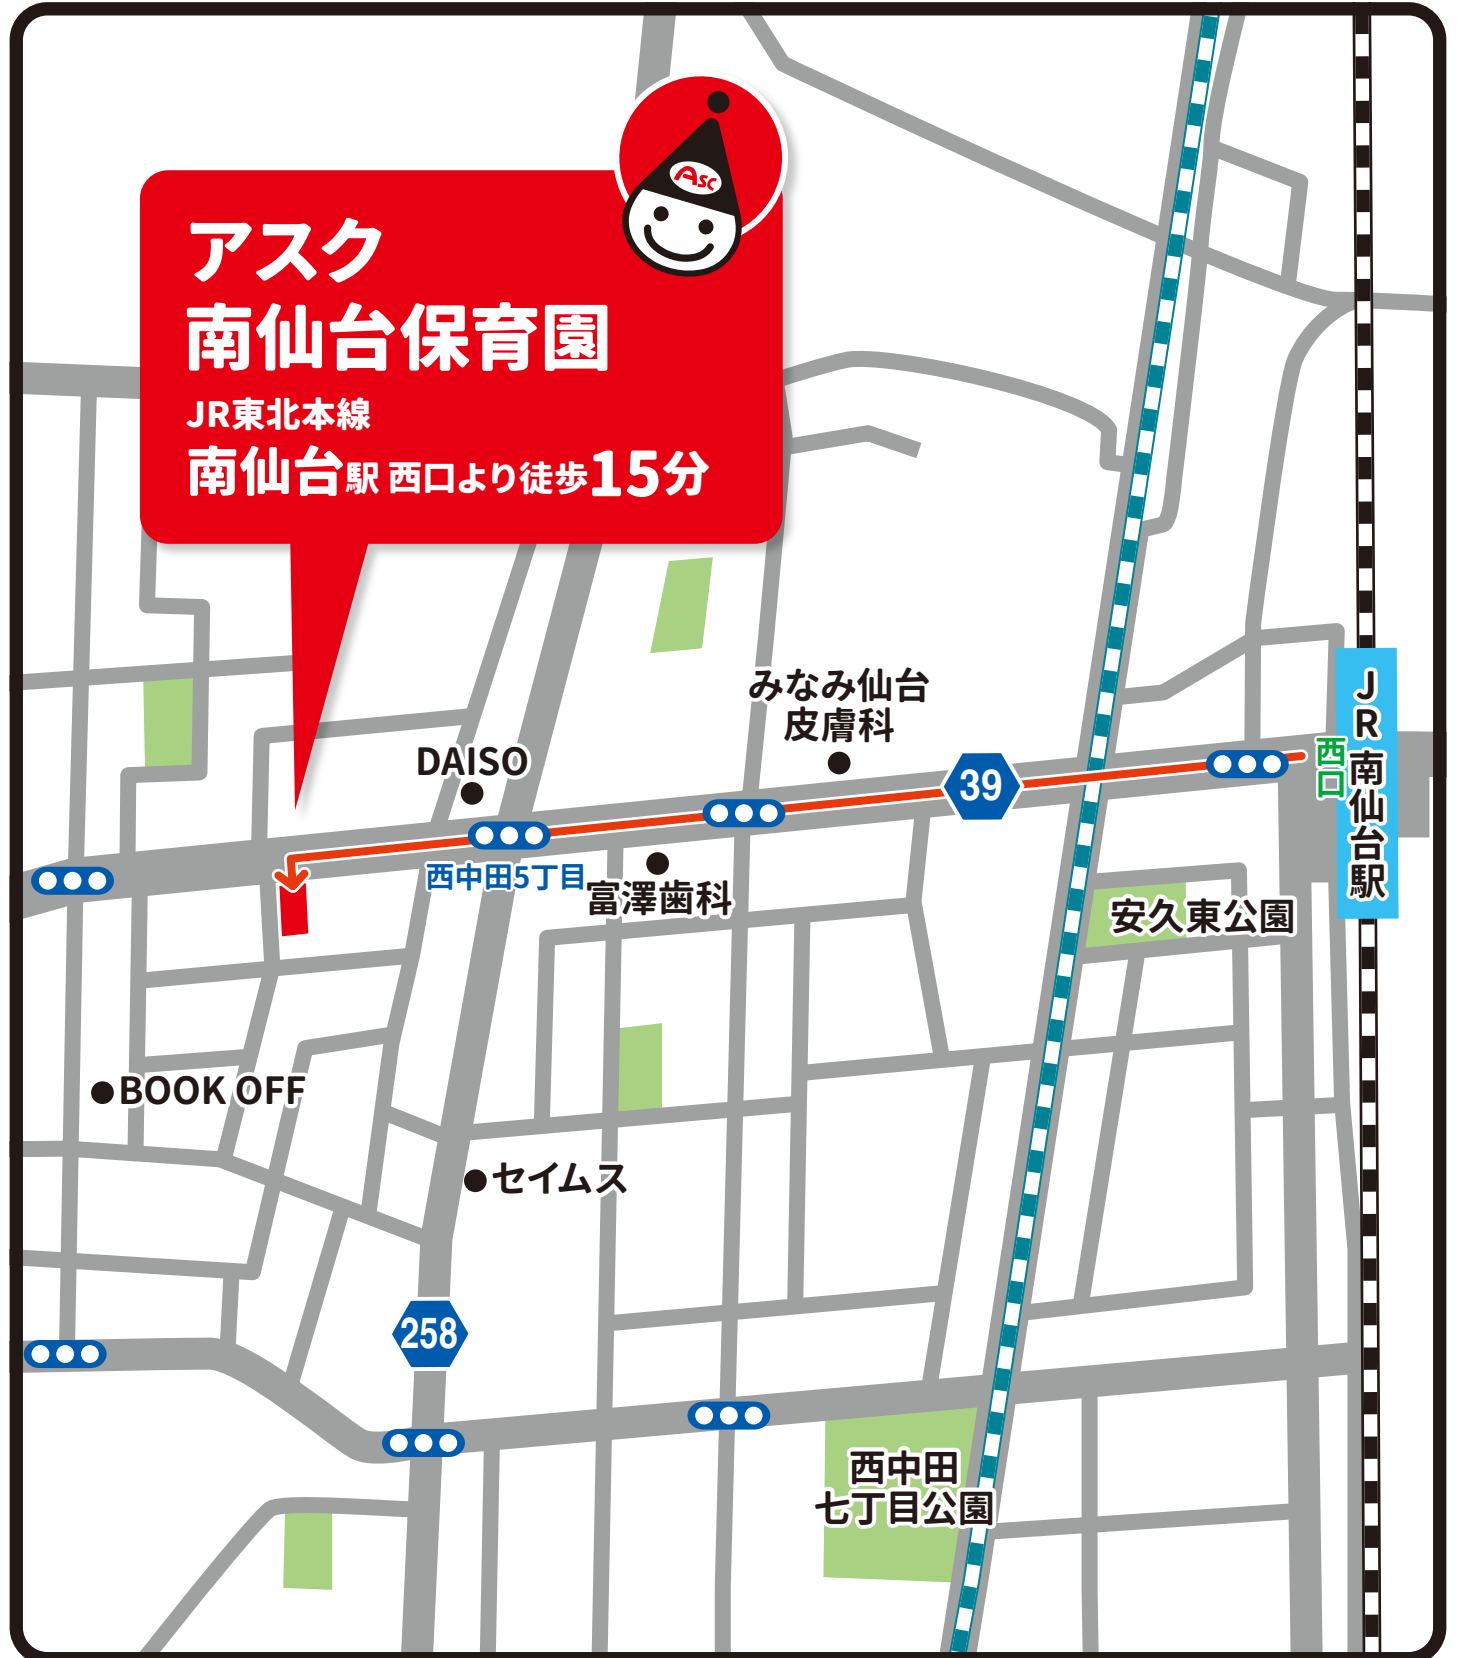 ASC
アスク
南仙台保育園
JR東北本線
南仙台駅 西口より徒歩15分
みなみ仙台
皮膚科
DAISO
39
西口
JR南仙台駅
西中田5丁目
富澤歯科
安久東公園
BOOK OFF
セイムス
258
西中田
七丁目公園